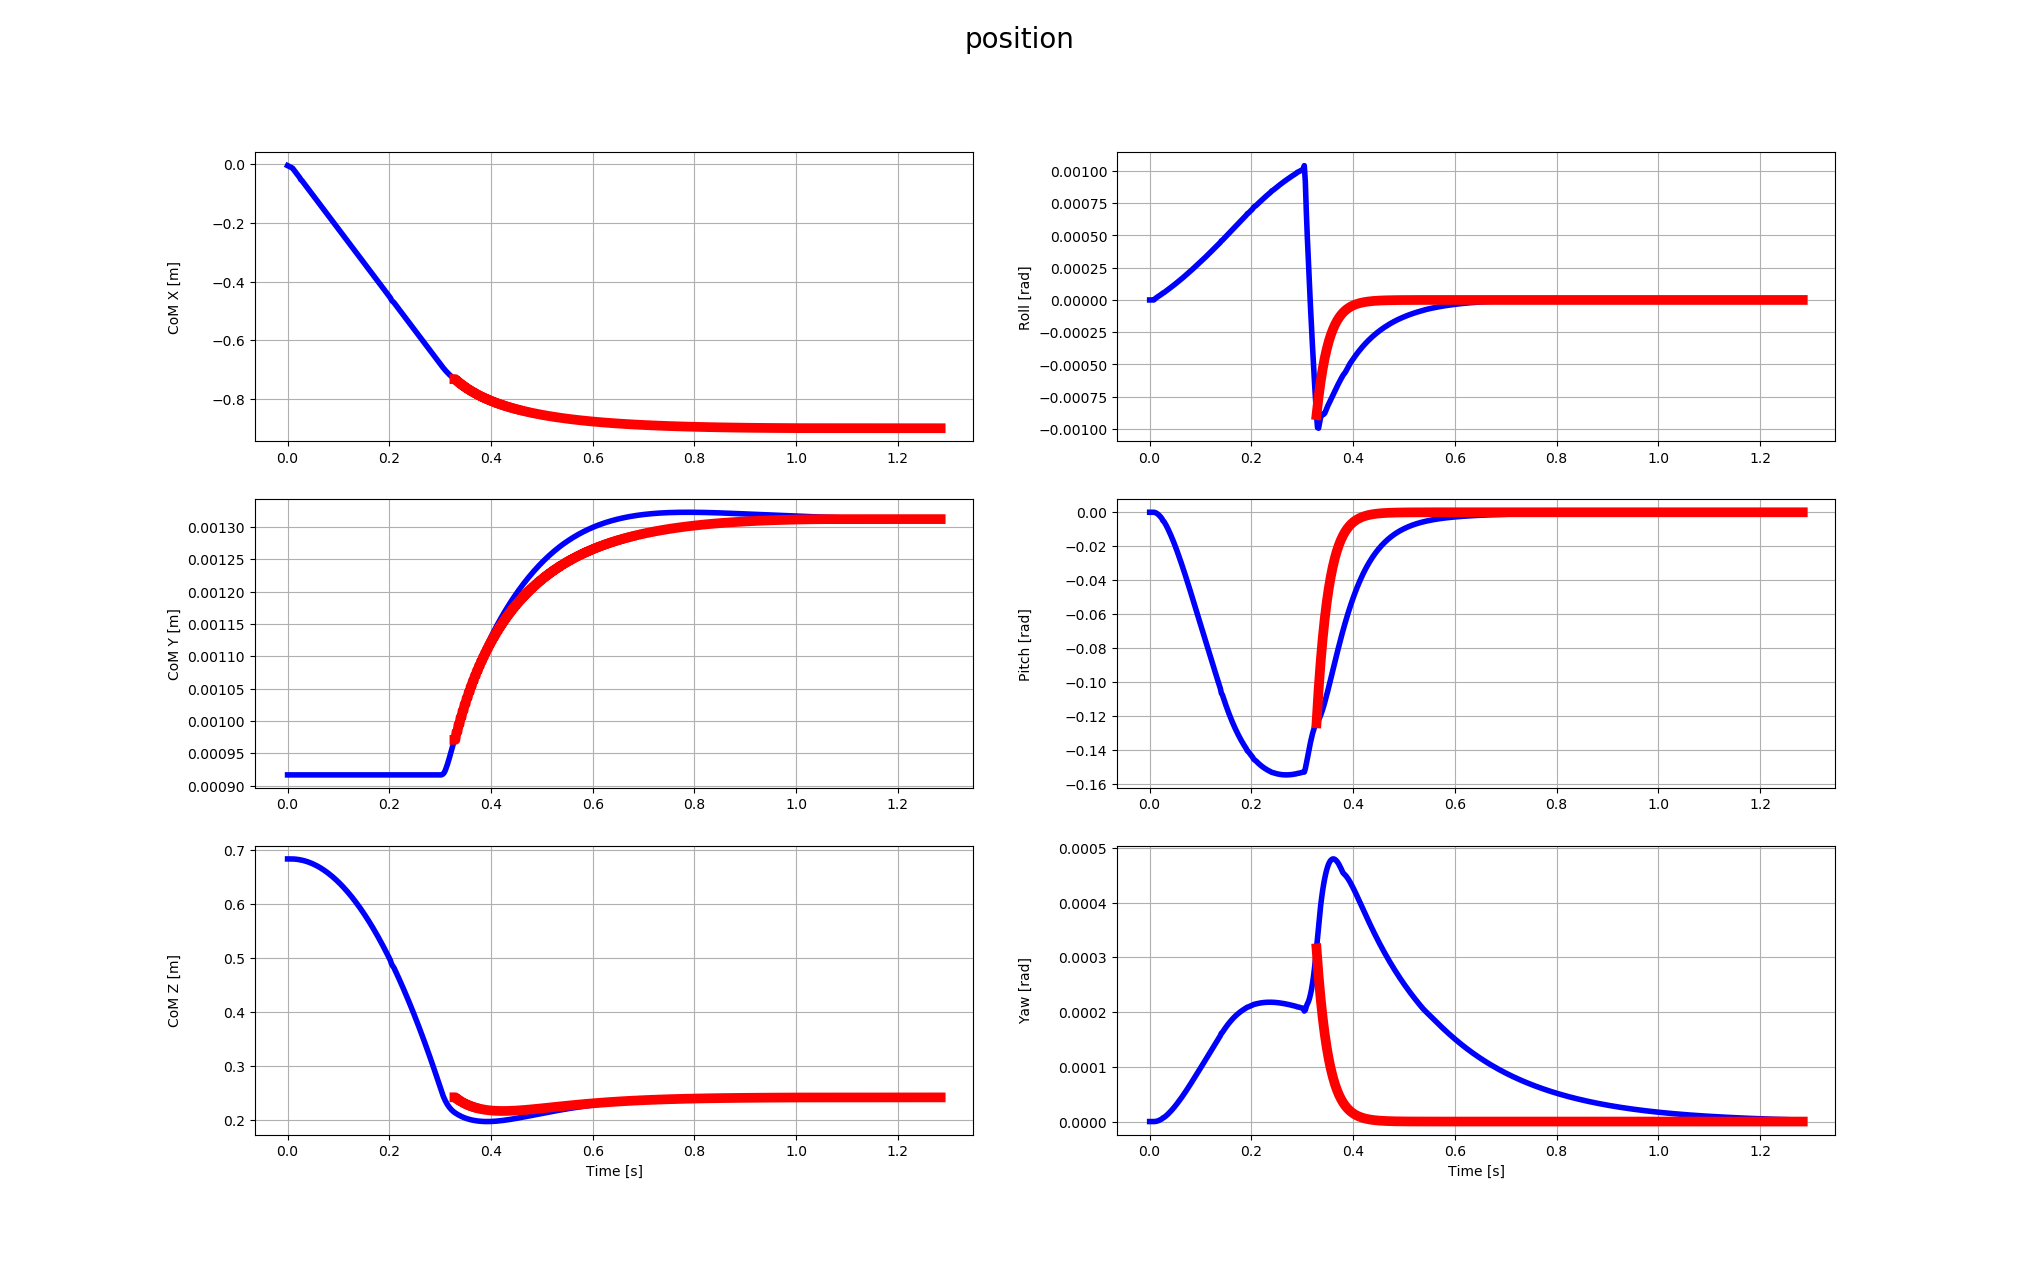 position
CoM X [m]
0.0
−0.2
−0.4
−0.6
−0.8
0.0 0.2 0.4 0.6 0.8 1.0 1.2
Roll [rad]
0.00100
0.00075
0.00050
0.00025
0.00000
−0.00025
−0.00050
−0.00075
−0.00100
0.0 0.2 0.4 0.6 0.8 1.0 1.2
CoM Y [m]
0.00130
0.00125
0.00120
0.00115
0.00110
0.00105
0.00100
0.00095
0.00090
0.0 0.2 0.4 0.6 0.8 1.0 1.2
Pitch [rad]
0.00
−0.02
−0.04
−0.06
−0.08
−0.10
−0.12
−0.14
−0.16
0.0 0.2 0.4 0.6 0.8 1.0 1.2
CoM Z [m]
0.7
0.6
0.5
0.4
0.3
0.2
0.0 0.2 0.4 0.6 0.8 1.0 1.2
Time [s]
Yaw [rad]
0.0005
0.0004
0.0003
0.0002
0.0001
0.0000
0.0 0.2 0.4 0.6 0.8 1.0 1.2
Time [s]